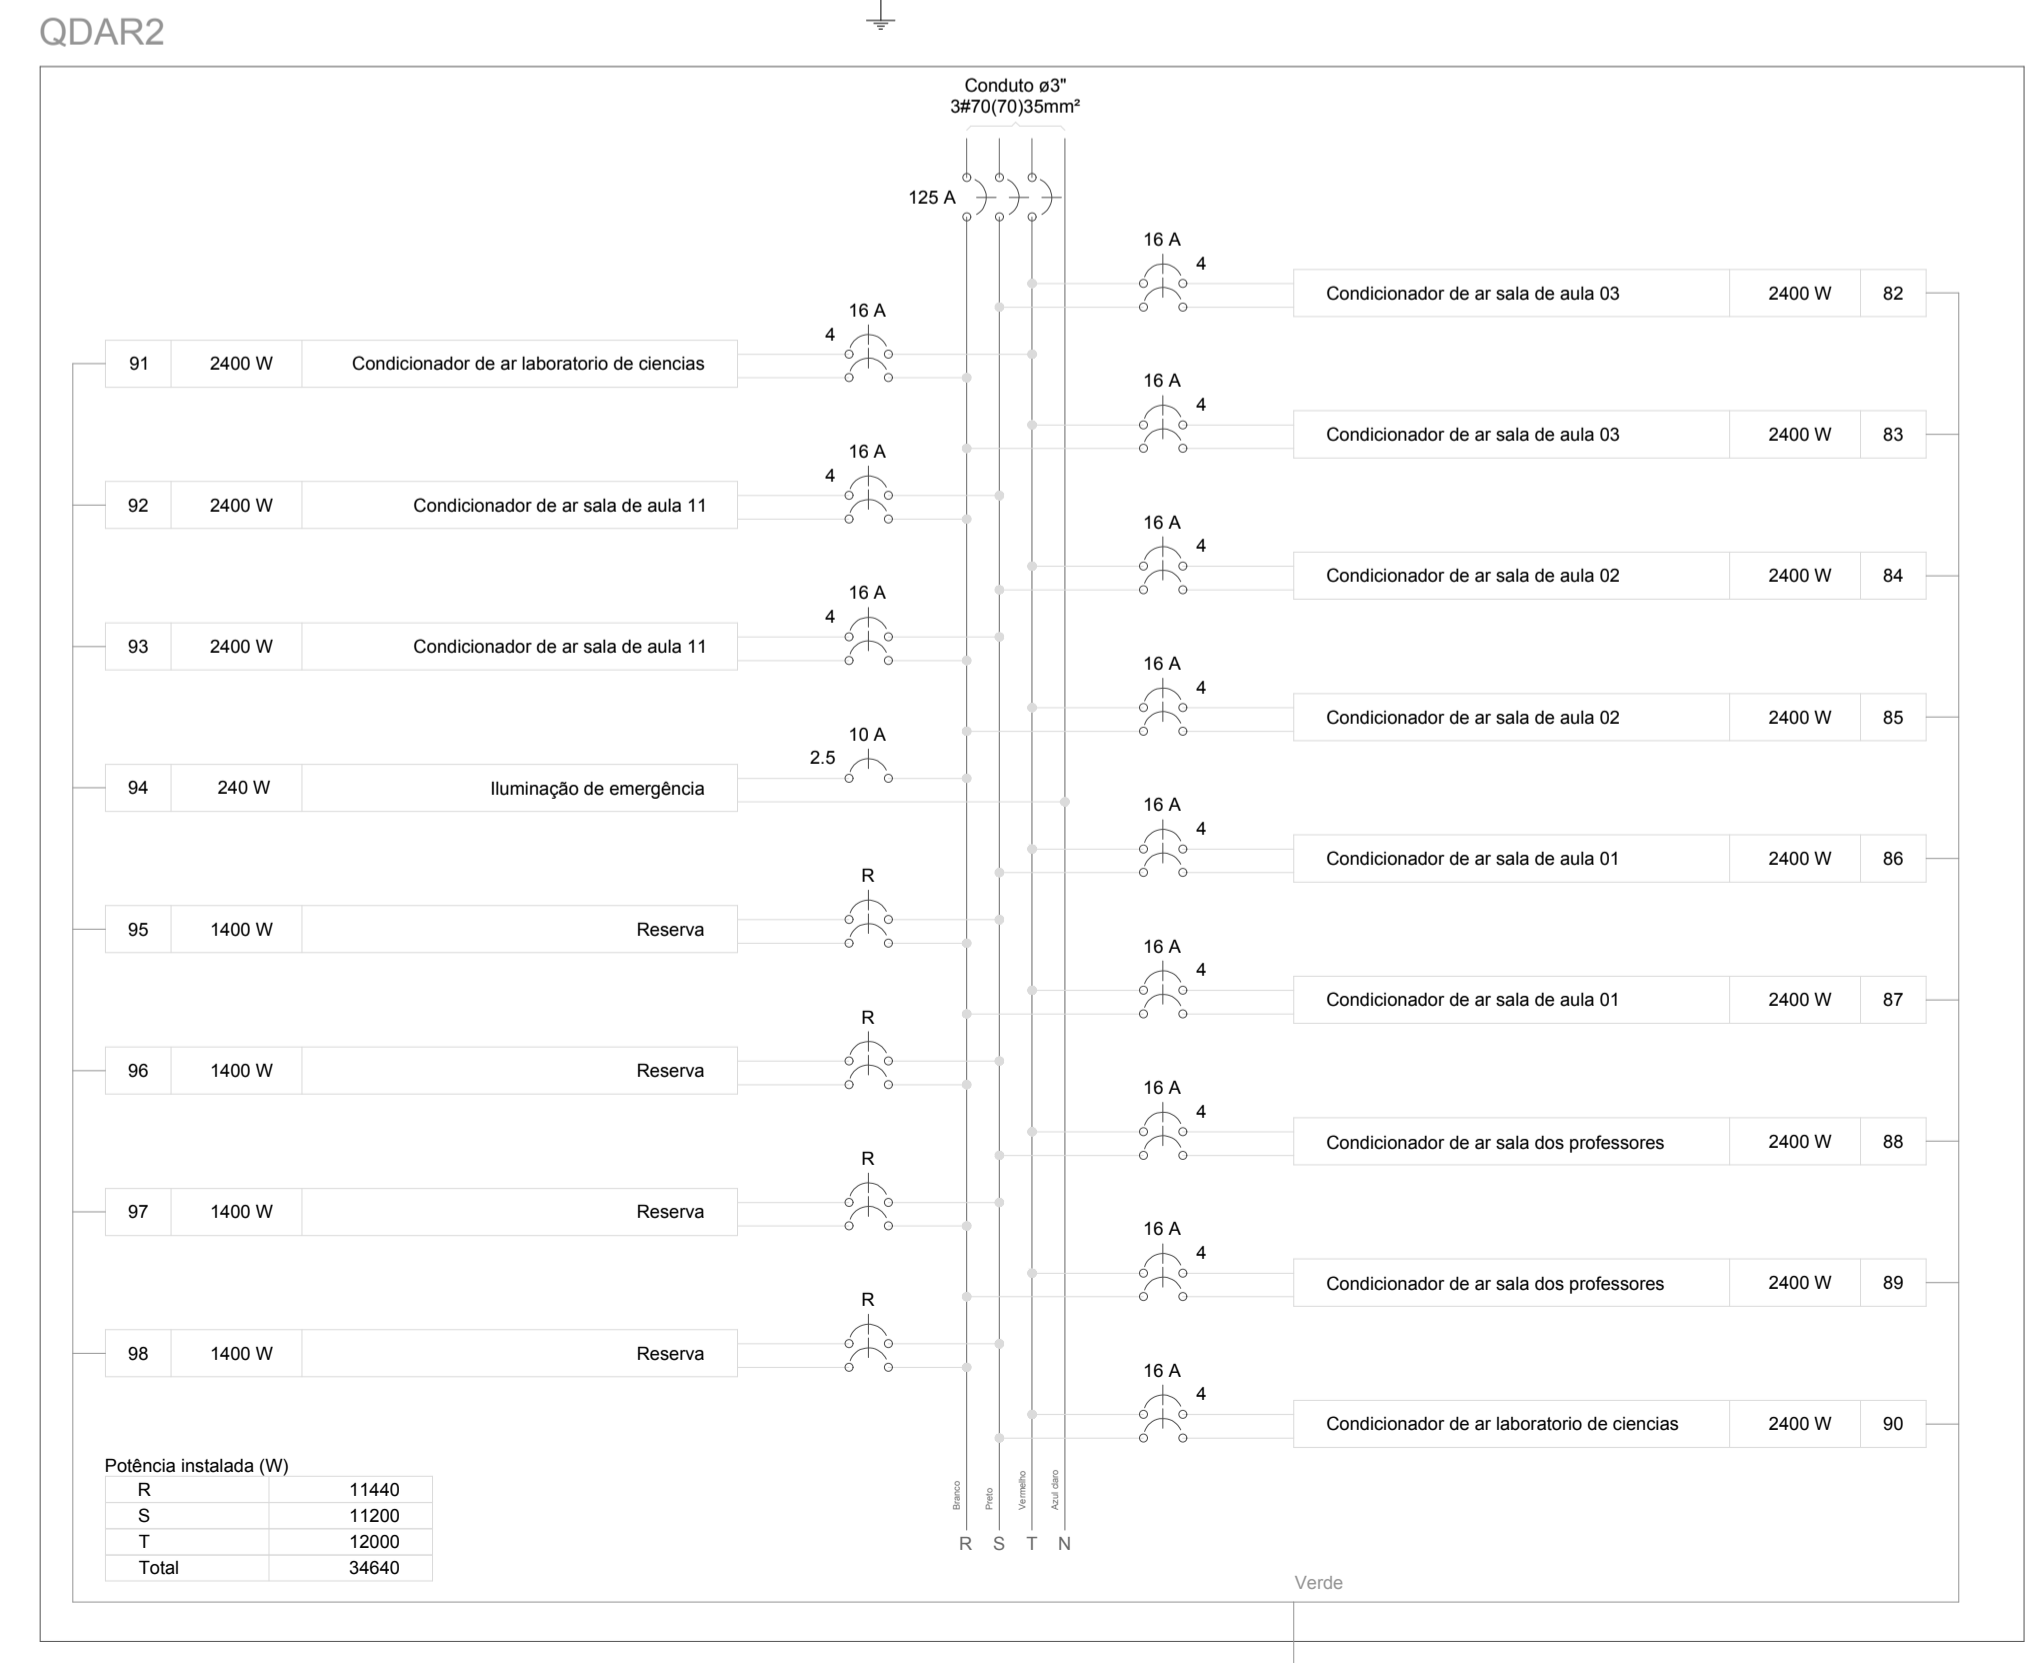 QDAR2
Conduto ø3"
3#70(70)35mm²
125 A
16 A
4
91 2400 W Condicionador de ar laboratorio de ciencias
16 A
4
92 2400 W Condicionador de ar sala de aula 11
16 A
4
93 2400 W Condicionador de ar sala de aula 11
10 A
2.5
94 240 W Iluminação de emergência
R
95 1400 W Reserva
R
96 1400 W Reserva
R
97 1400 W Reserva
R
98 1400 W Reserva
16 A
4
Condicionador de ar sala de aula 03 2400 W 82
16 A
4
Condicionador de ar sala de aula 03 2400 W 83
16 A
4
Condicionador de ar sala de aula 02 2400 W 84
16 A
4
Condicionador de ar sala de aula 02 2400 W 85
16 A
4
Condicionador de ar sala de aula 01 2400 W 86
16 A
4
Condicionador de ar sala de aula 01 2400 W 87
16 A
4
Condicionador de ar sala dos professores 2400 W 88
16 A
4
Condicionador de ar sala dos professores 2400 W 89
16 A
4
Condicionador de ar laboratorio de ciencias 2400 W 90
Potência instalada (W)
R 11440
S 11200
T 12000
Total 34640
Branco
Preto
Vermelho
Azul claro
R S T N
Verde